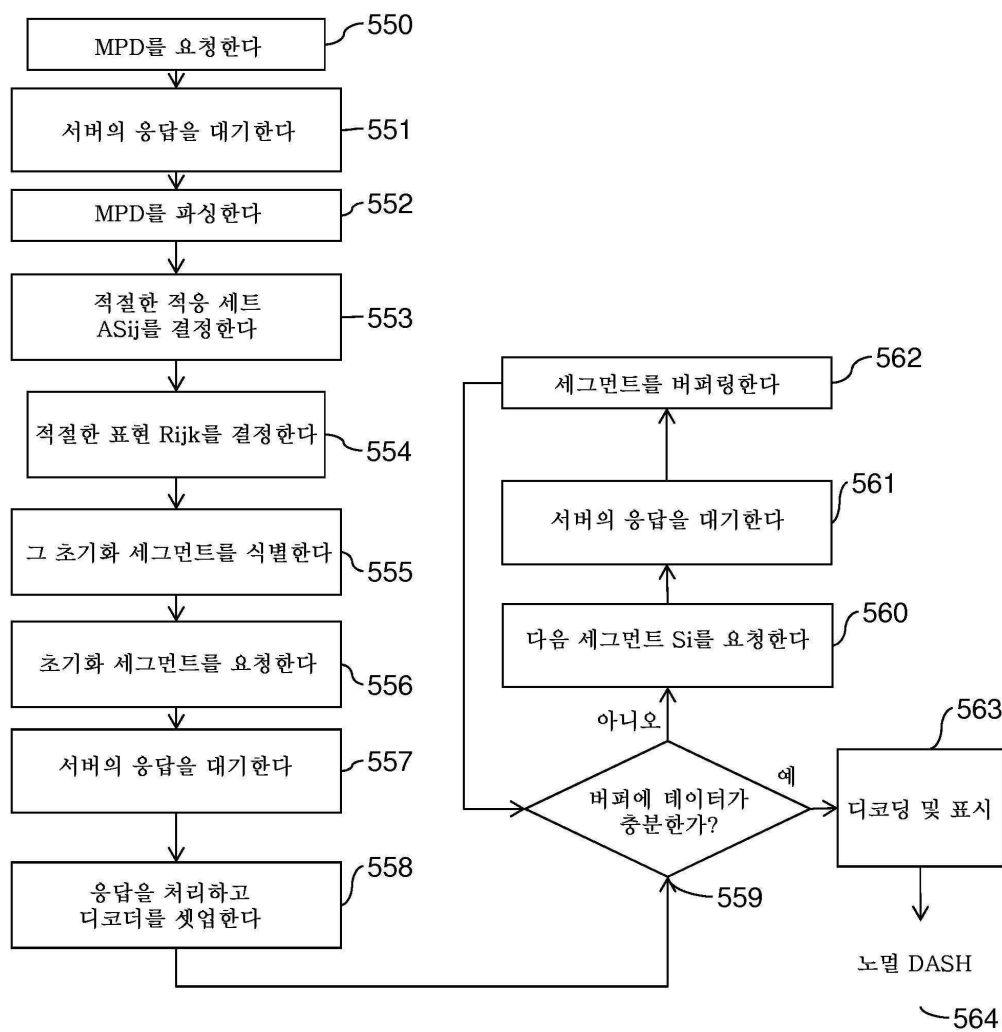 MPD를 요청한다
550
서버의 응답을 대기한다
551
MPD를 파싱한다
552
적절한 적응 세트
ASij를 결정한다
553
적절한 표현 Rijk를 결정한다
554
그 초기화 세그먼트를 식별한다
555
초기화 세그먼트를 요청한다
556
서버의 응답을 대기한다
557
응답을 처리하고
디코더를 셋업한다
558
버퍼에 데이터가
충분한가?
559
아니오
예
다음 세그먼트 Si를 요청한다
560
서버의 응답을 대기한다
561
세그먼트를 버퍼링한다
562
디코딩 및 표시
563
노멀 DASH
564